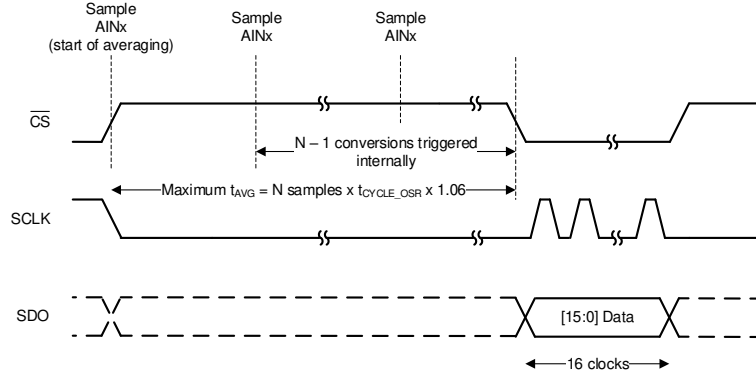 Sample
AINx
(start of averaging)
Sample
AINx
Sample
AINx
CS
N – 1 conversions triggered
internally
Maximum tAVG = N samples x tCYCLE_OSR x 1.06
SCLK
SDO
[15:0] Data
16 clocks